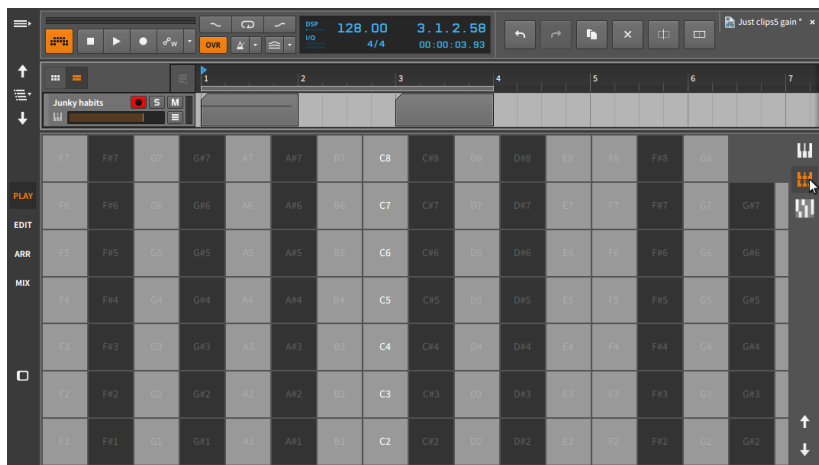 DSP
I/O
128.00
4/4
3.1.2.58
00:00:03.93
Just clips5 gain * ×
W
OVR
1 2 3 4 5 6 7
Junky habits S M
F7 F#7 G7 G#7 A7 A#7 B7 C8 C#8 D8 D#8 E8 F8 F#8 G8
PLAY
F6 F#6 G6 G#6 A6 A#6 B6 C7 C#7 D7 D#7 E7 F7 F#7 G7 G#7
EDIT
ARR
F5 F#5 G5 G#5 A5 A#5 B5 C6 C#6 D6 D#6 E6 F6 F#6 G6 G#6
MIX
F4 F#4 G4 G#4 A4 A#4 B4 C5 C#5 D5 D#5 E5 F5 F#5 G5 G#5
F3 F#3 G3 G#3 A3 A#3 B3 C4 C#4 D4 D#4 E4 F4 F#4 G4 G#4
F2 F#2 G2 G#2 A2 A#2 B2 C3 C#3 D3 D#3 E3 F3 F#3 G3 G#3
F1 F#1 G1 G#1 A1 A#1 B1 C2 C#2 D2 D#2 E2 F2 F#2 G2 G#2